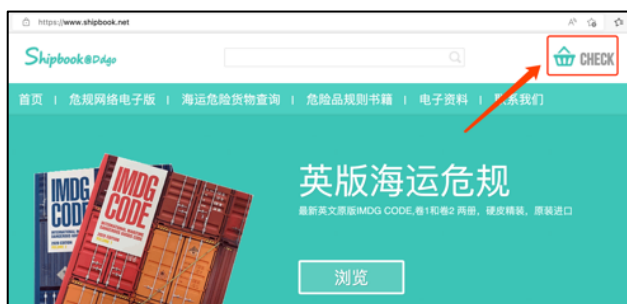 https://www.shipbook.net
Shipbook@Ddgo
CHECK
首页 | 危规网络电子版 | 海运危险货物查询 | 危险品规则书籍 | 电子资料 | 联系我们
英版海运危规
最新英文原版IMDG CODE,卷1和卷2 两册，硬皮精装，原装进口
浏览
IMDG
CODE
IMDG
CODE